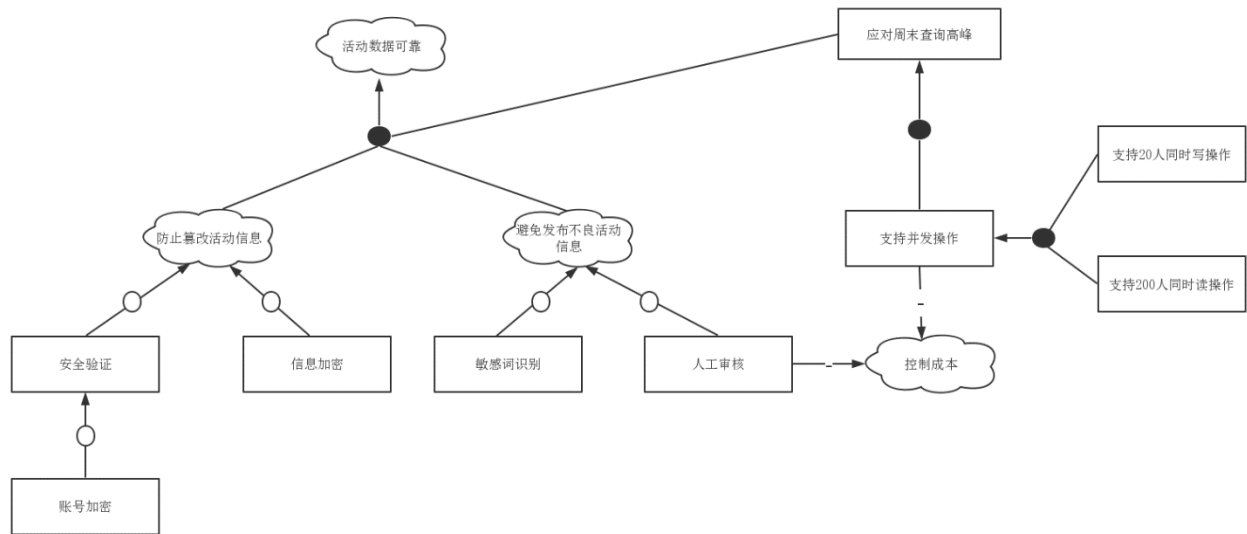 活动数据可靠
应对周末查询高峰
支持20人同时写操作
防止篡改活动信息
避免发布不良活动
信息
支持并发操作
支持200人同时读操作
-
安全验证
信息加密
敏感词识别
人工审核
-
控制成本
账号加密